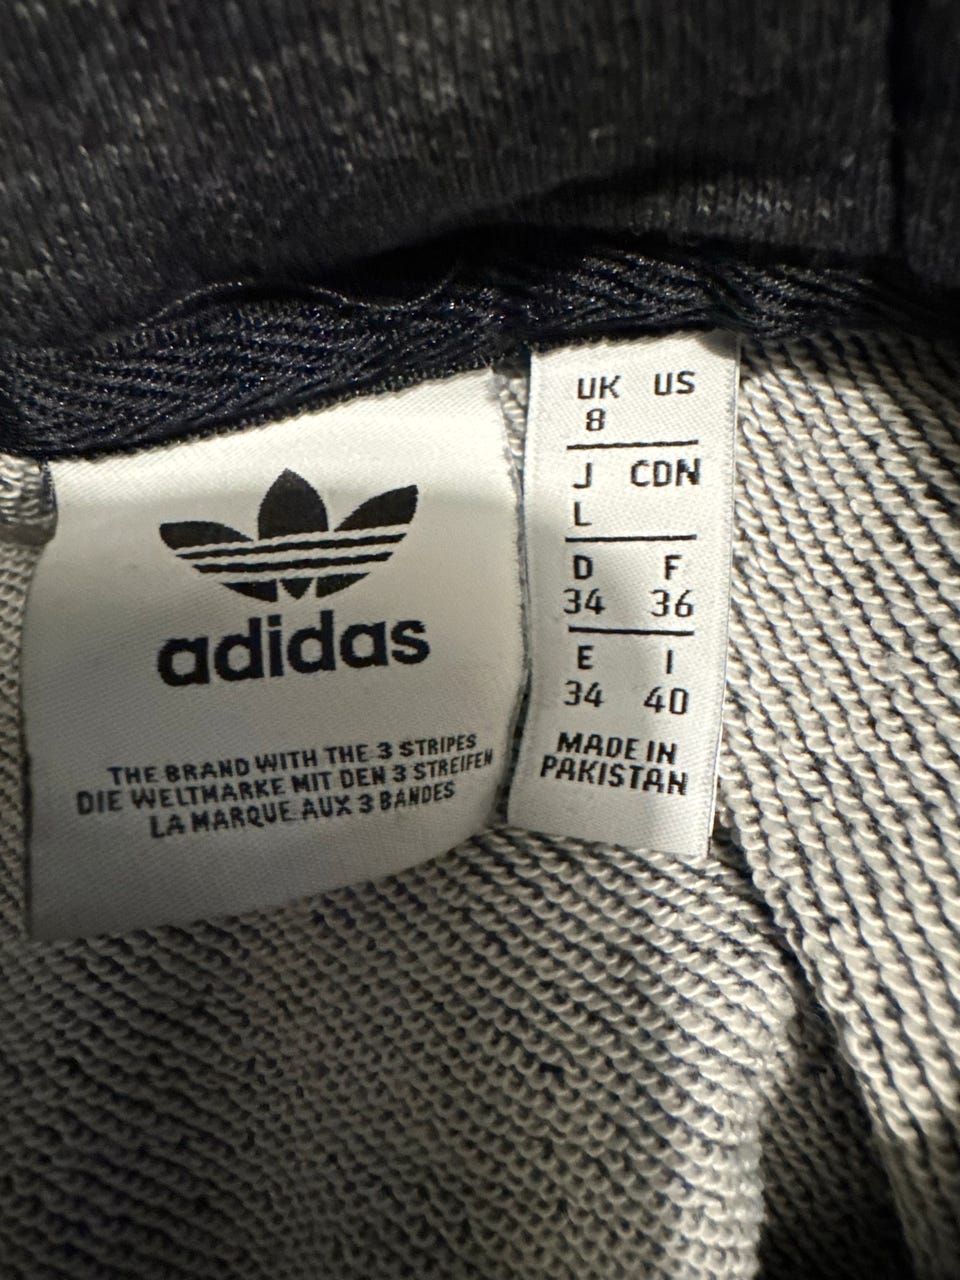 adidas
THE BRAND WITH THE 3 STRIPES
DIE WELTMARKE MIT DEN 3 STREIFEN
LA MARQUE AUX 3 BANDES
UK US
8
J CDN
L
D F
34 36
E I
34 40
MADE IN
PAKISTAN